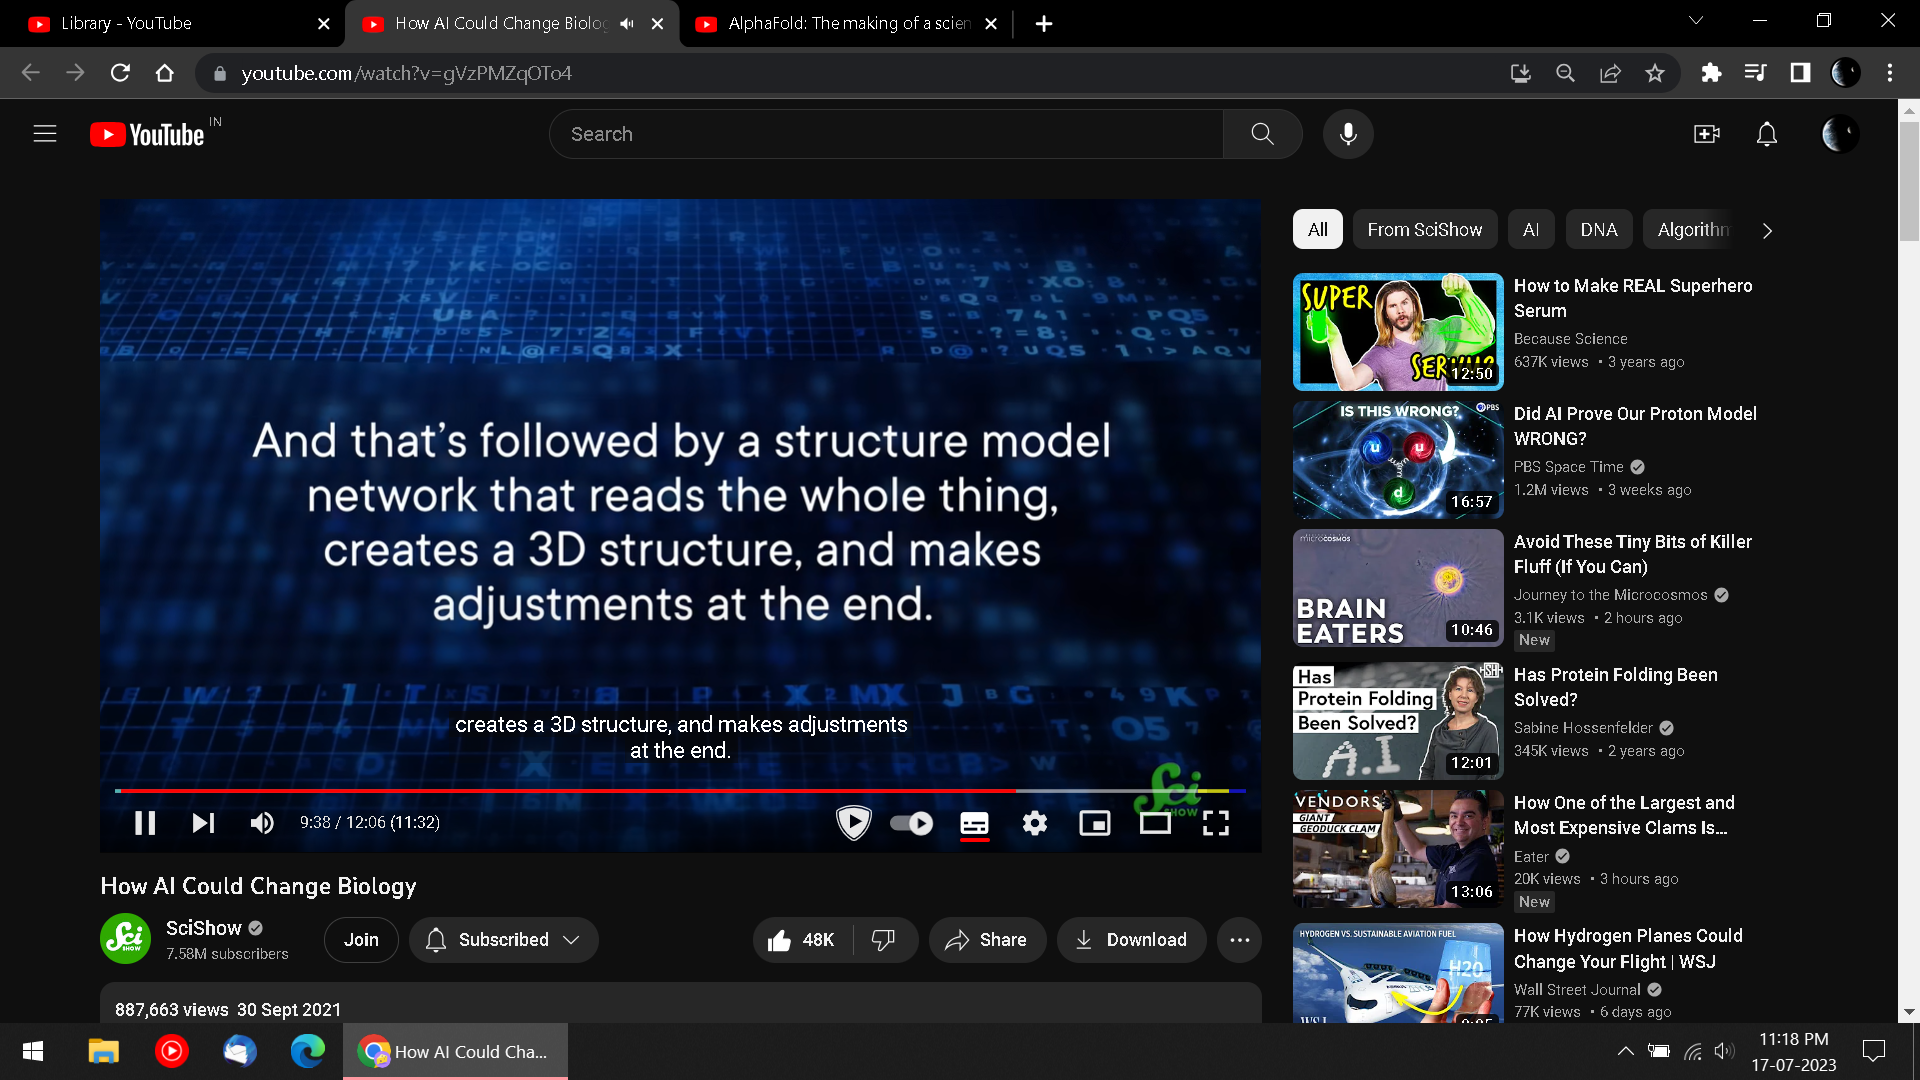 Library - YouTube
How AI Could Change Biolog
AlphaFold: The making of a scien
youtube.com/watch?v=gVzPMZqOTo4
YouTube IN
Search
And that's followed by a structure model
network that reads the whole thing,
creates a 3D structure, and makes
adjustments at the end.
creates a 3D structure, and makes adjustments
at the end.
Sci
SHOW
9:38 / 12:06 (11:32)
How AI Could Change Biology
Sci
SHOW
SciShow
7.58M subscribers
Join
Subscribed
48K
Share
Download
887,663 views 30 Sept 2021
All
From SciShow
AI
DNA
Algorithm
SUPER
SERUM?
12:50
How to Make REAL Superhero
Serum
Because Science
637K views • 3 years ago
IS THIS WRONG?
PBS
u
u
d
16:57
Did AI Prove Our Proton Model
WRONG?
PBS Space Time
1.2M views • 3 weeks ago
microcosmos
BRAIN
EATERS
10:46
Avoid These Tiny Bits of Killer
Fluff (If You Can)
Journey to the Microcosmos
3.1K views • 2 hours ago
New
Has
Protein Folding
Been Solved?
A.I
12:01
Has Protein Folding Been
Solved?
Sabine Hossenfelder
345K views • 2 years ago
VENDORS
GIANT
GEODUCK CLAM
13:06
How One of the Largest and
Most Expensive Clams Is...
Eater
20K views • 3 hours ago
New
HYDROGEN VS. SUSTAINABLE AVIATION FUEL
H20
WSJ
How Hydrogen Planes Could
Change Your Flight | WSJ
Wall Street Journal
77K views • 6 days ago
How AI Could Cha...
11:18 PM
17-07-2023